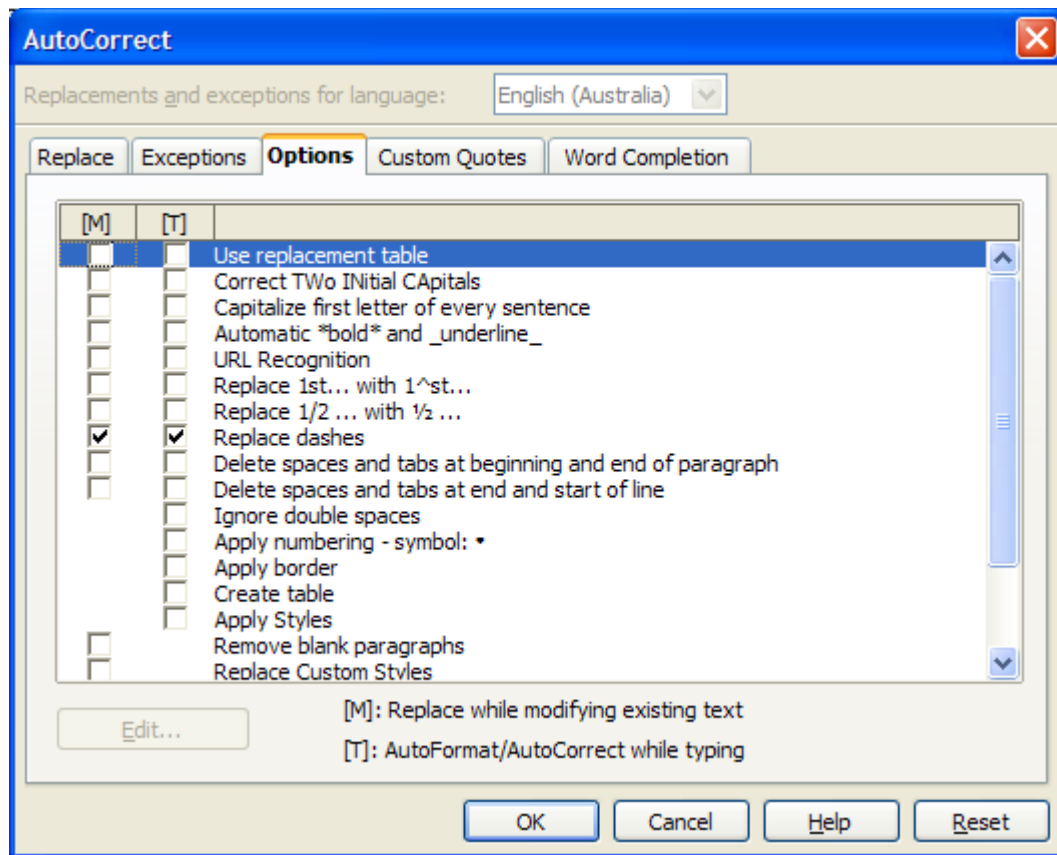 AutoCorrect
Replacements and exceptions for language: English (Australia)
Replace Exceptions Options Custom Quotes Word Completion
[M] [T]
Use replacement table
Correct TWo INitial CApitals
Capitalize first letter of every sentence
Automatic *bold* and _underline_
URL Recognition
Replace 1st... with 1^st...
Replace 1/2 ... with ½ ...
Replace dashes
Delete spaces and tabs at beginning and end of paragraph
Delete spaces and tabs at end and start of line
Ignore double spaces
Apply numbering - symbol: •
Apply border
Create table
Apply Styles
Remove blank paragraphs
Replace Custom Styles
[M]: Replace while modifying existing text
Edit...
[T]: AutoFormat/AutoCorrect while typing
OK Cancel Help Reset